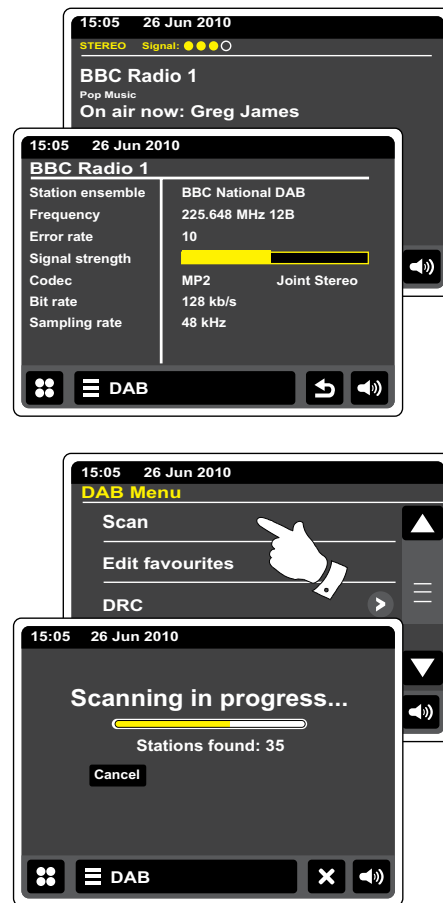 15:05 26 Jun 2010
STEREO Signal:
BBC Radio 1
Pop Music
On air now: Greg James
15:05 26 Jun 2010
BBC Radio 1
Station ensemble BBC National DAB
Frequency 225.648 MHz 12B
Error rate 10
Signal strength
Codec MP2 Joint Stereo
Bit rate 128 kb/s
Sampling rate 48 kHz
DAB
15:05 26 Jun 2010
DAB Menu
Scan
Edit favourites
DRC
15:05 26 Jun 2010
Scanning in progress...
Stations found: 35
Cancel
DAB